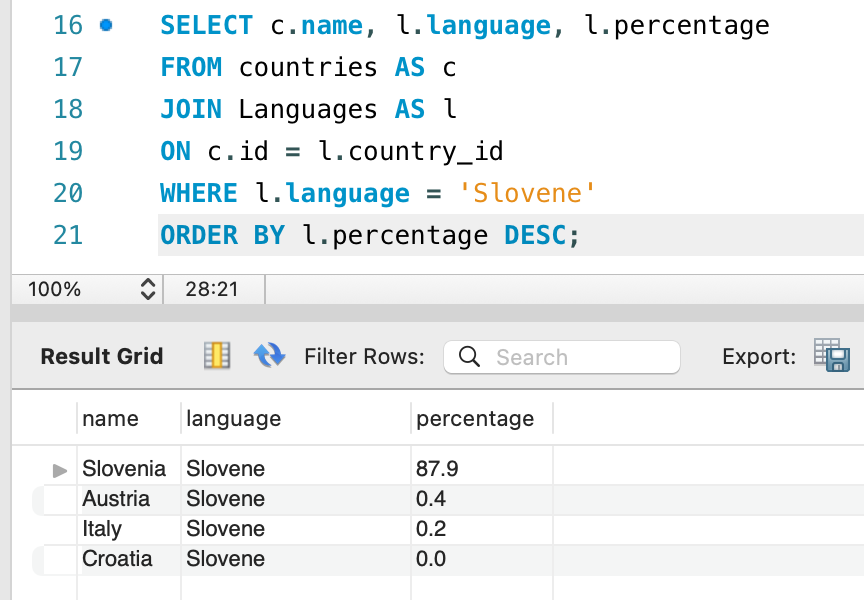 16 SELECT c.name, l.language, l.percentage
17 FROM countries AS c
18 JOIN Languages AS l
19 ON c.id = l.country_id
20 WHERE l.language = 'Slovene'
21 ORDER BY l.percentage DESC;
100% 28:21
Result Grid Filter Rows: Search Export:
name language percentage
Slovenia Slovene 87.9
Austria Slovene 0.4
Italy Slovene 0.2
Croatia Slovene 0.0